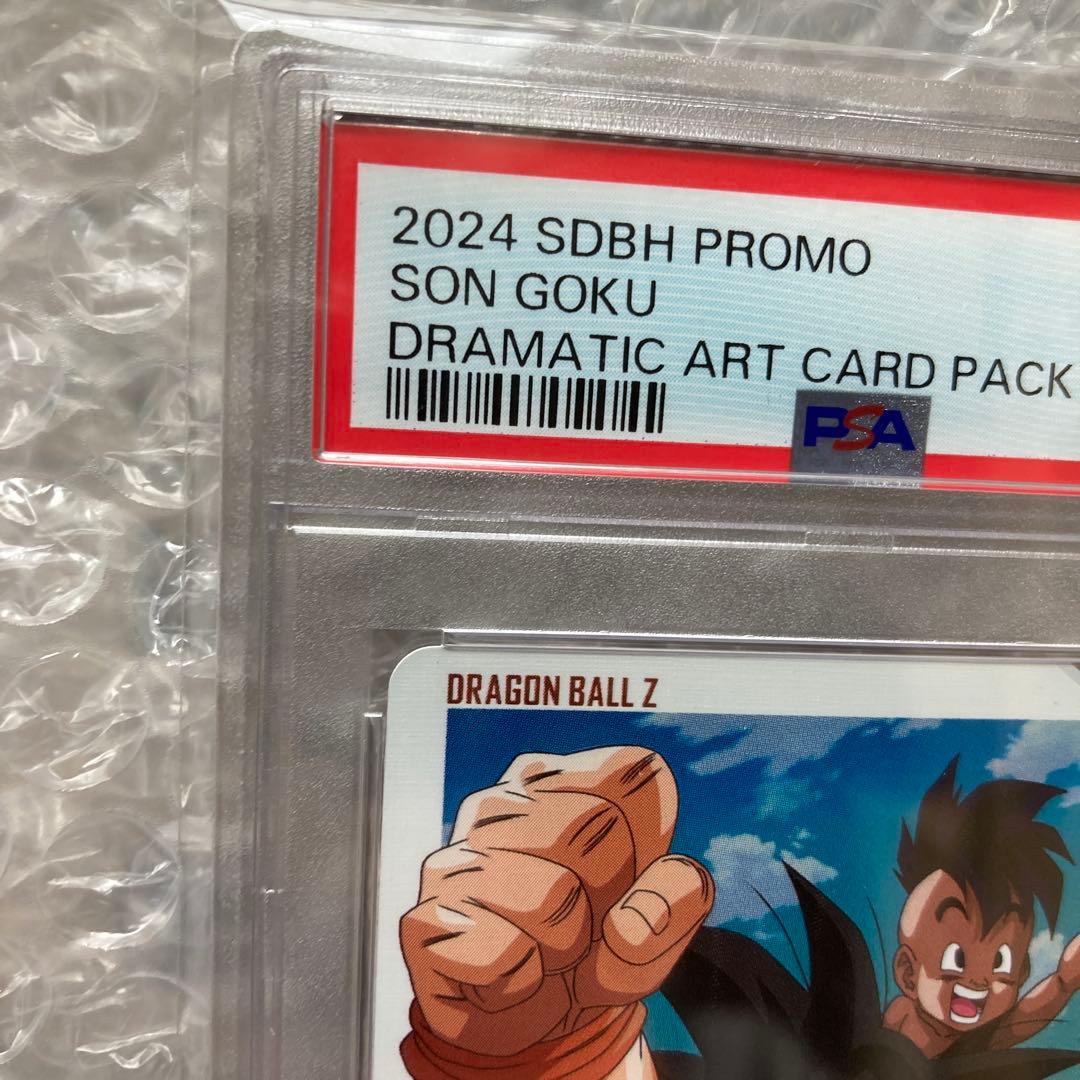 2024 SDBH PROMO
SON GOKU
DRAMATIC ART CARD PACK
PSA
DRAGON BALL Z